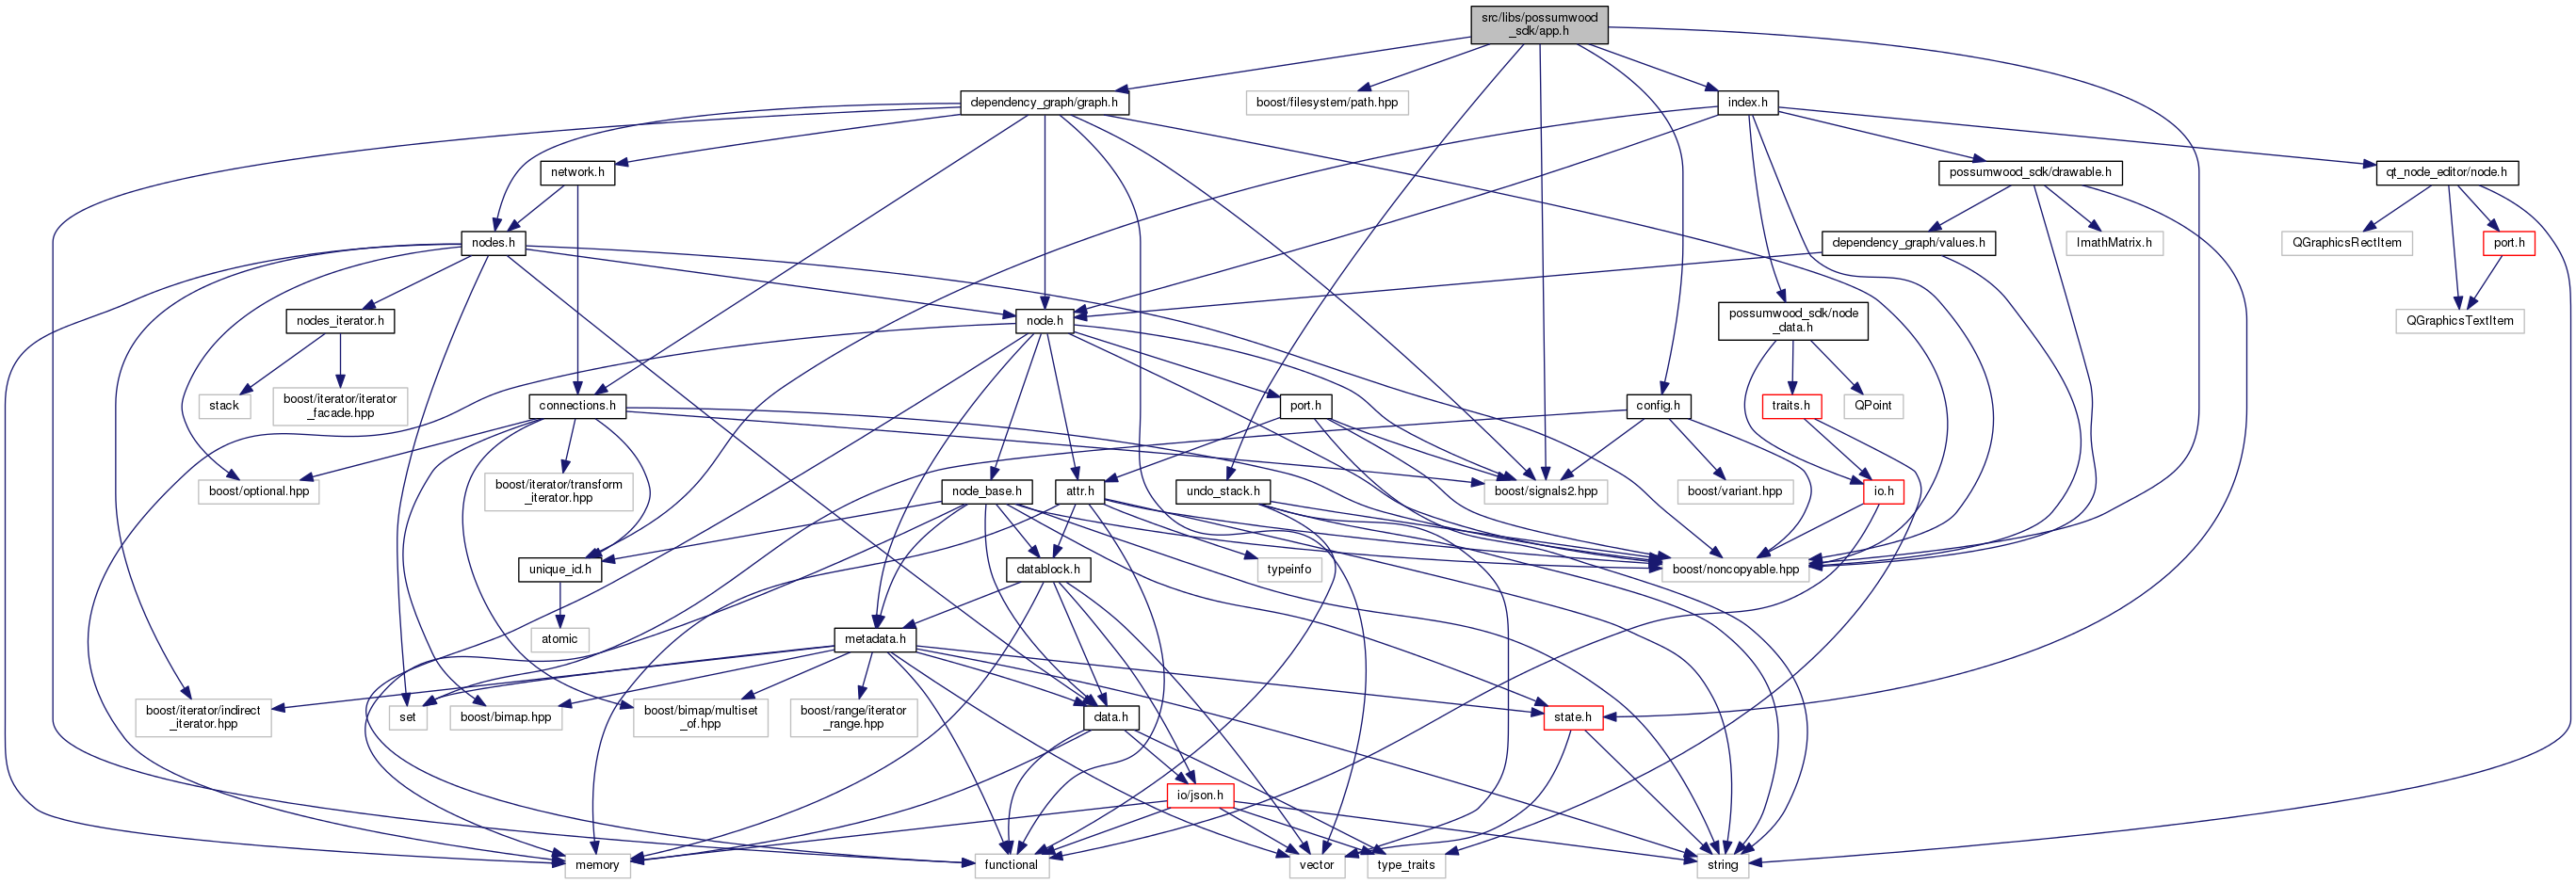 src/libs/possumwood
_sdk/app.h
dependency_graph/graph.h
boost/filesystem/path.hpp
index.h
network.h
possumwood_sdk/drawable.h
qt_node_editor/node.h
nodes.h
dependency_graph/values.h
ImathMatrix.h
QGraphicsRectItem
port.h
nodes_iterator.h
node.h
possumwood_sdk/node
_data.h
QGraphicsTextItem
stack
boost/iterator/iterator
_facade.hpp
connections.h
port.h
config.h
traits.h
QPoint
boost/optional.hpp
boost/iterator/transform
_iterator.hpp
node_base.h
attr.h
undo_stack.h
boost/signals2.hpp
boost/variant.hpp
io.h
unique_id.h
datablock.h
typeinfo
boost/noncopyable.hpp
atomic
metadata.h
boost/iterator/indirect
_iterator.hpp
set
boost/bimap.hpp
boost/bimap/multiset
_of.hpp
boost/range/iterator
_range.hpp
data.h
state.h
io/json.h
memory
functional
vector
type_traits
string